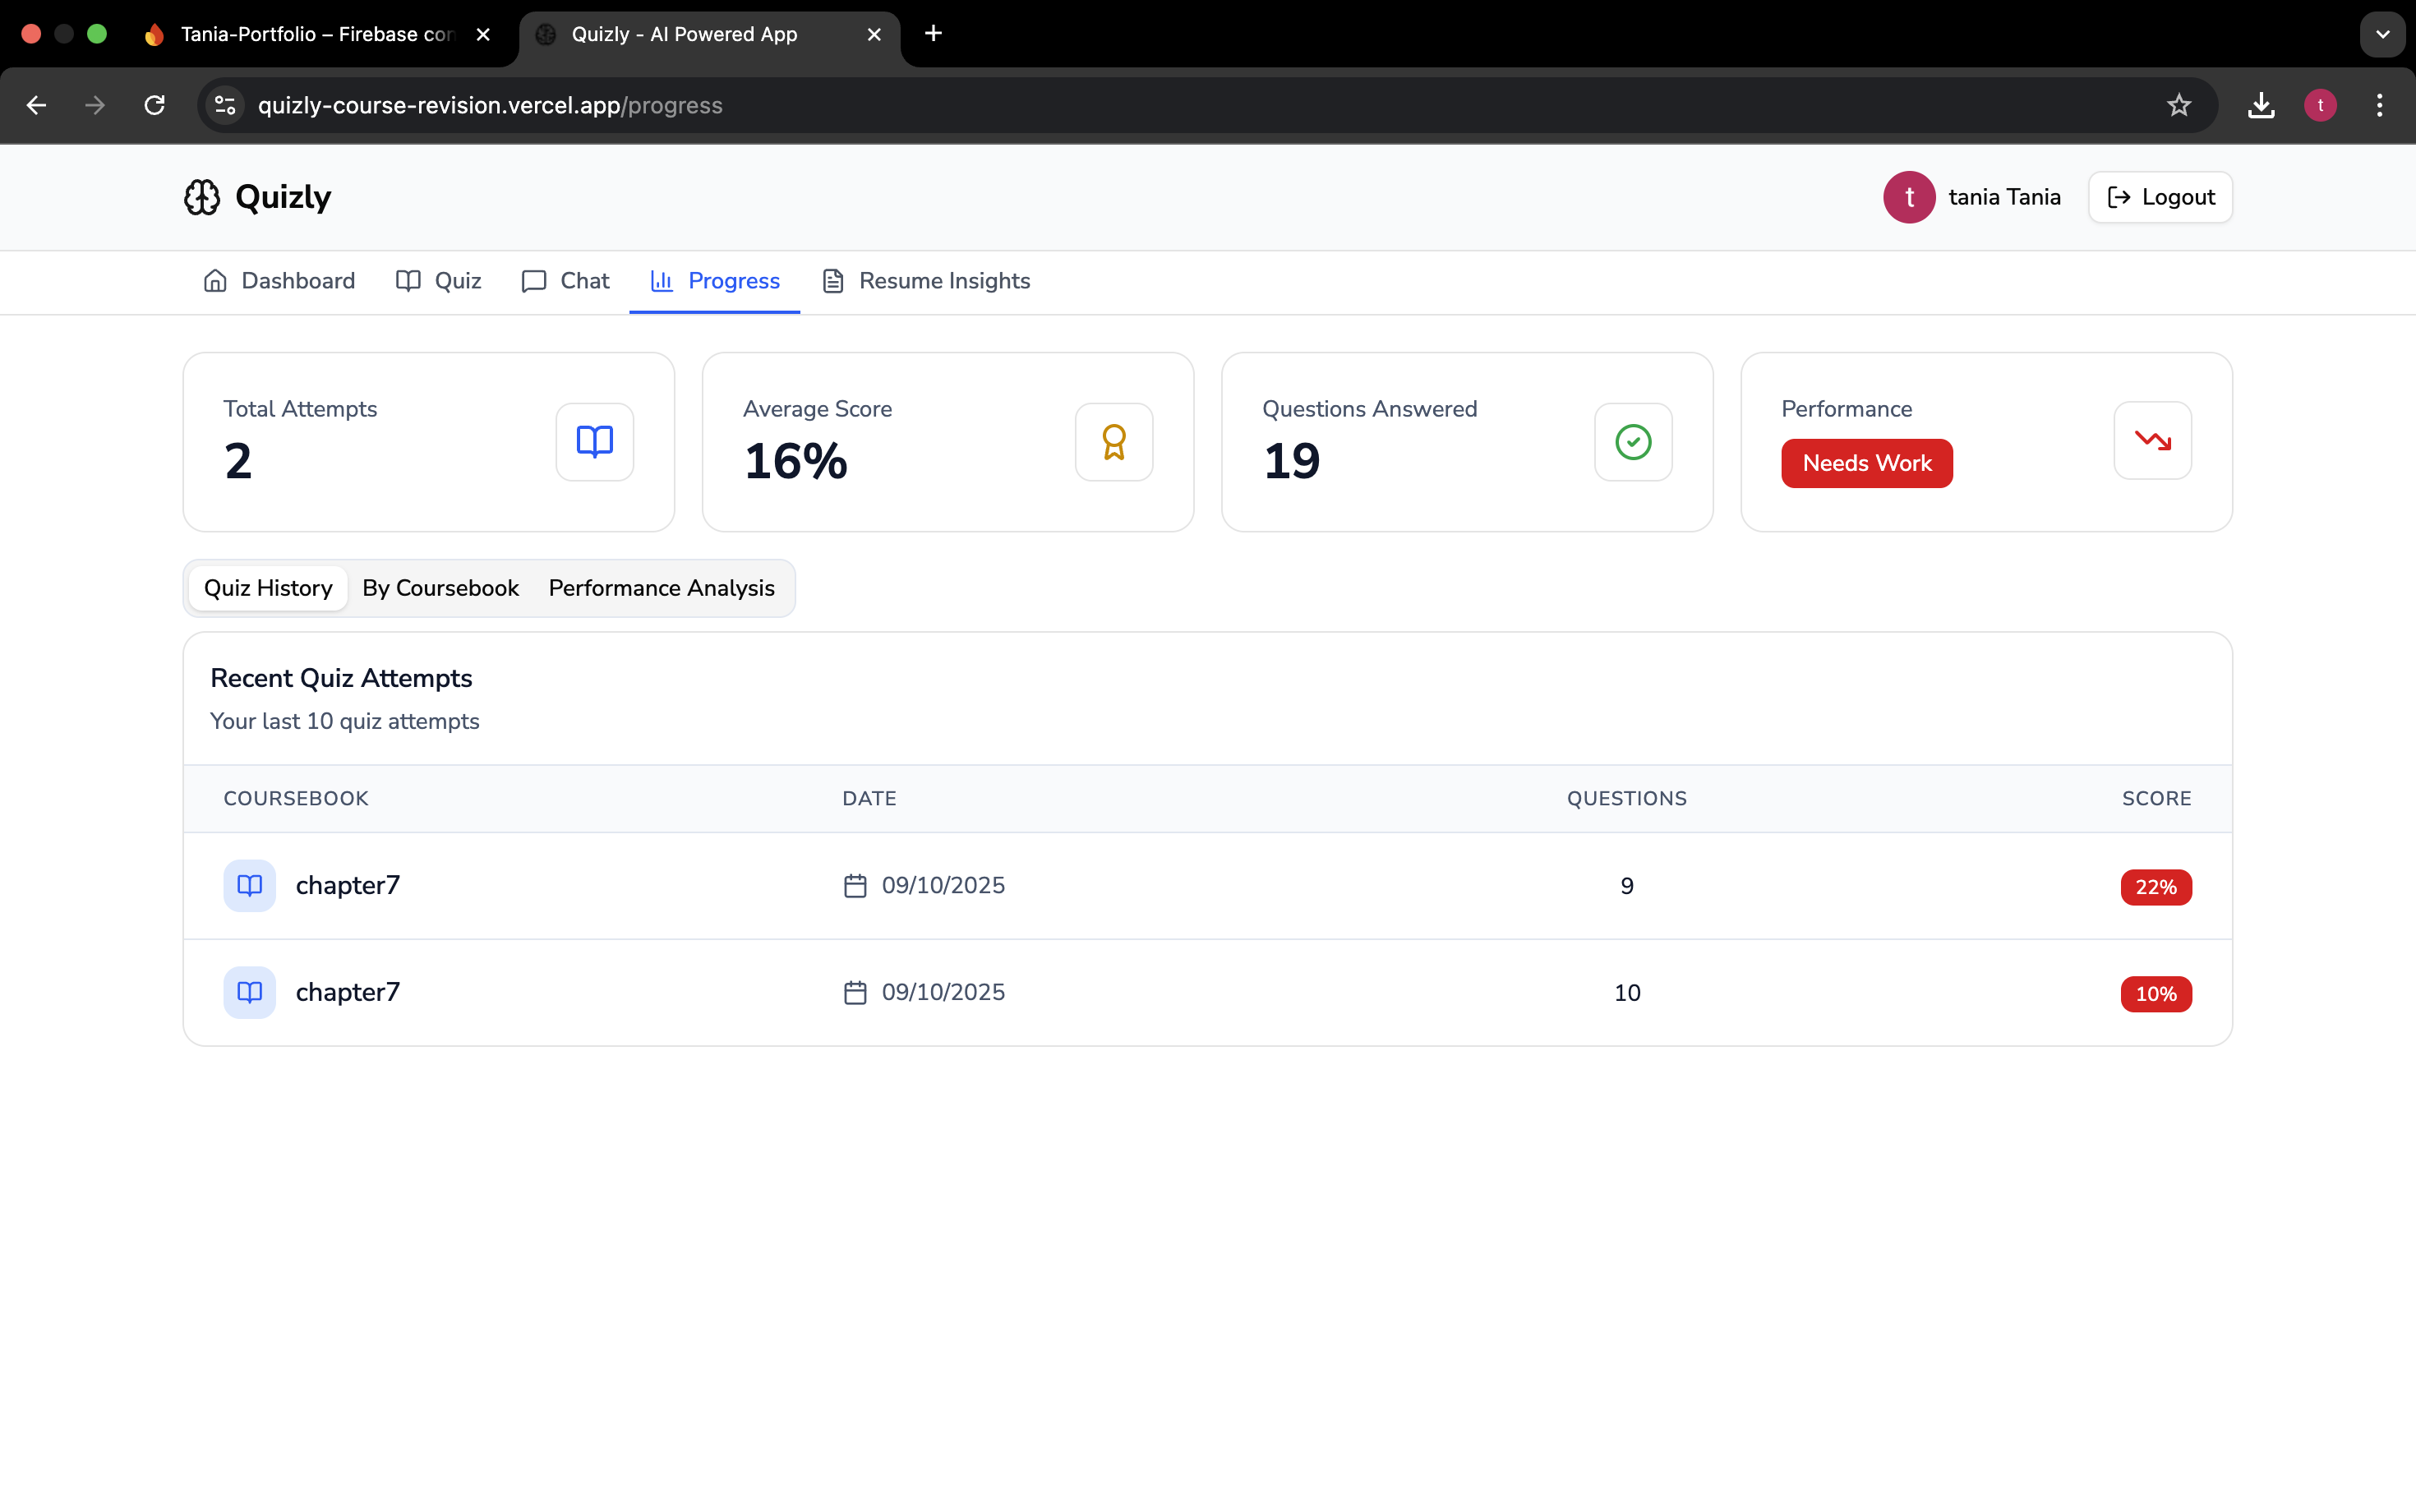 Tania-Portfolio – Firebase con
Quizly - AI Powered App
quizly-course-revision.vercel.app/progress
t
Quizly
t
tania Tania
Logout
Dashboard
Quiz
Chat
Progress
Resume Insights
Total Attempts
2
Average Score
16%
Questions Answered
19
Performance
Needs Work
Quiz History
By Coursebook
Performance Analysis
Recent Quiz Attempts
Your last 10 quiz attempts
COURSEBOOK DATE QUESTIONS SCORE
chapter7 09/10/2025 9 22%
chapter7 09/10/2025 10 10%